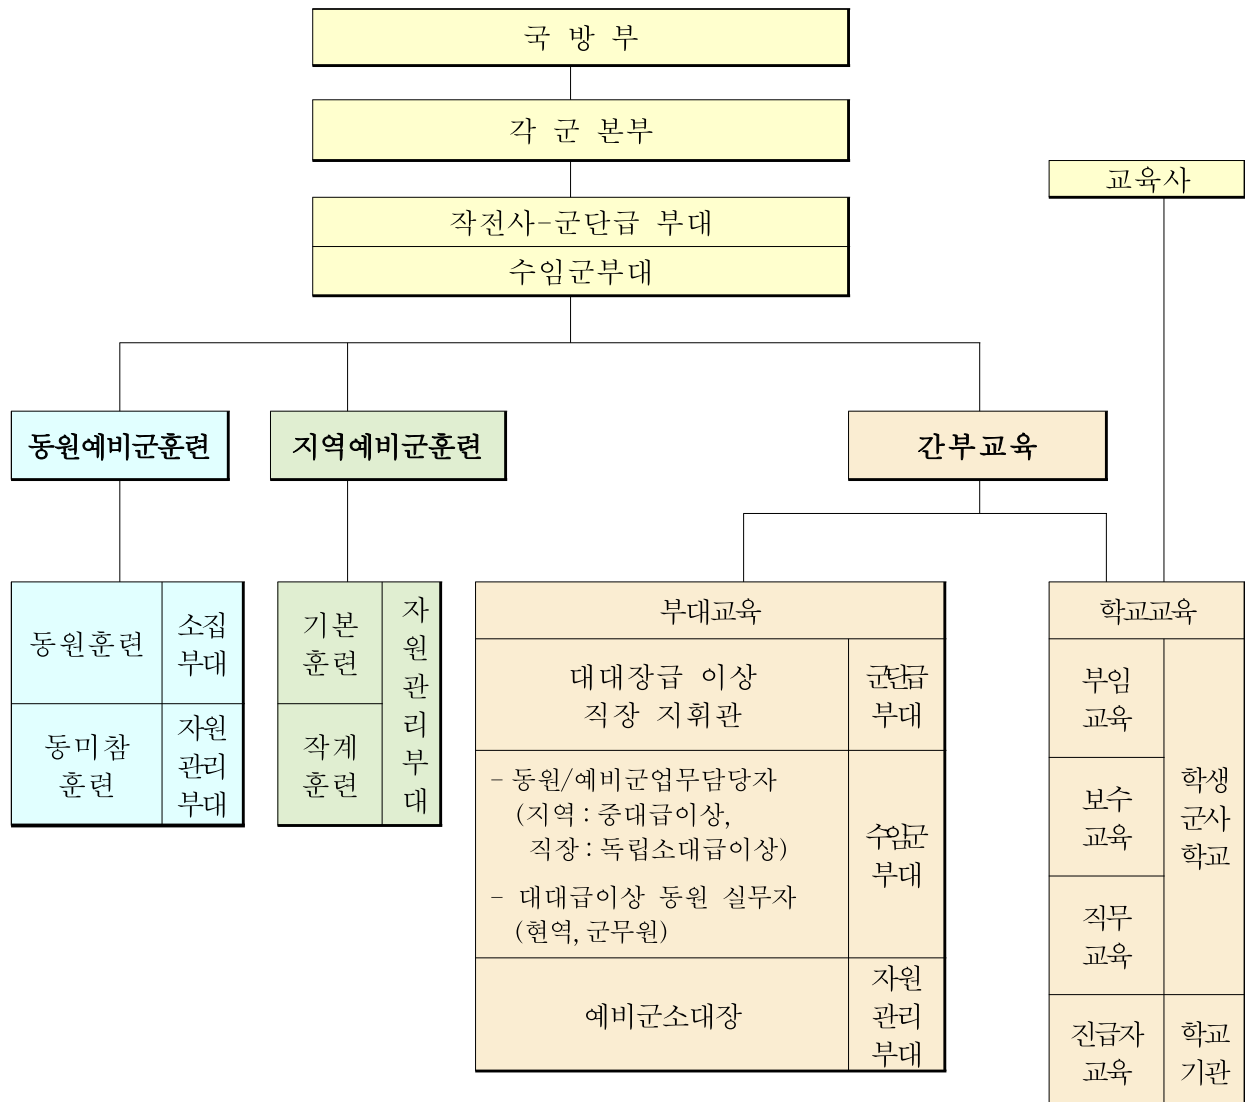 국 방 부
각 군 본부
교육사
작전사-군단급 부대
수임군부대
동원예비군훈련
지역예비군훈련
간부교육
동원훈련
소집
부대
동미참
훈련
자원
관리
부대
기본
훈련
작계
훈련
자
원
관
리
부
대
부대교육
대대장급 이상
직장 지휘관
군단급
부대
- 동원/예비군업무담당자
(지역 : 중대급이상,
직장 : 독립소대급이상)
- 대대급이상 동원 실무자
(현역, 군무원)
수임군
부대
예비군소대장
자원
관리
부대
학교교육
부임
교육
보수
교육
직무
교육
학생
군사
학교
진급자
교육
학교
기관